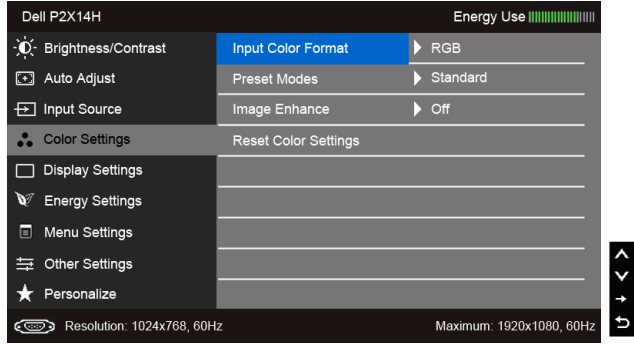 Dell P2X14H Energy Use
Brightness/Contrast Input Color Format RGB
Auto Adjust Preset Modes Standard
Input Source Image Enhance Off
Color Settings Reset Color Settings
Display Settings
Energy Settings
Menu Settings
Other Settings
Personalize
Resolution: 1024x768, 60Hz Maximum: 1920x1080, 60Hz